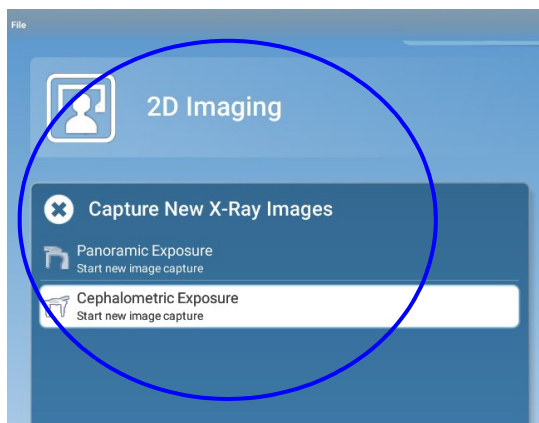 File
2D Imaging
Capture New X-Ray Images
Panoramic Exposure
Start new image capture
Cephalometric Exposure
Start new image capture